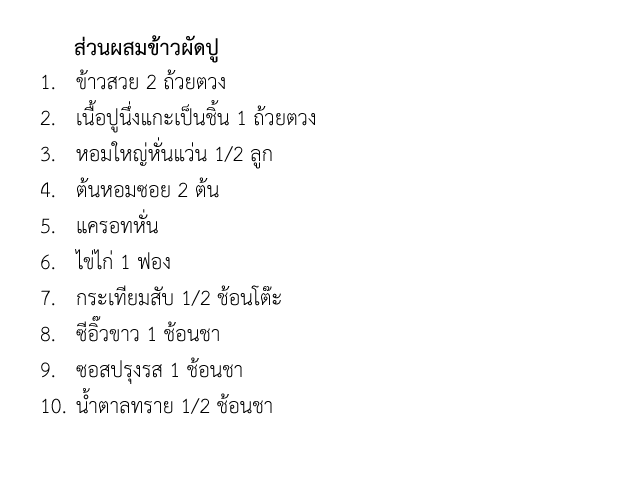 ส่วนผสมข้าวผัดปู
1. ข้าวสวย 2 ถ้วยตวง
2. เนื้อปูนึ่งแกะเป็นชิ้น 1 ถ้วยตวง
3. หอมใหญ่หั่นแว่น 1/2 ลูก
4. ต้นหอมซอย 2 ต้น
5. แครอทหั่น
6. ไข่ไก่ 1 ฟอง
7. กระเทียมสับ 1/2 ช้อนโต๊ะ
8. ซีอิ๊วขาว 1 ช้อนชา
9. ซอสปรุงรส 1 ช้อนชา
10. น้ำตาลทราย 1/2 ช้อนชา